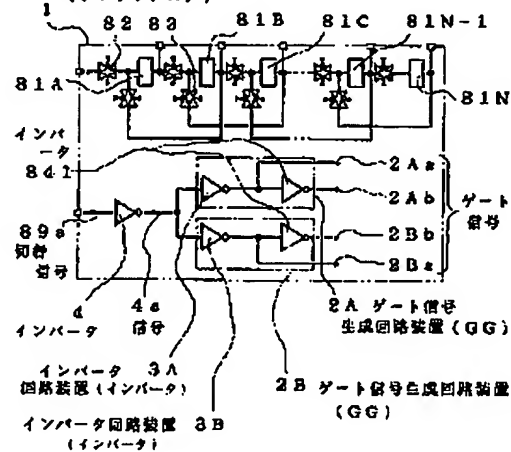 1
82
83
81B
81C
81N-1
81A
81N
インバ
ータ
841
2Aa
2Ab
2Bb
2Ba
ゲート
信号
89a
切替
信号
4
インバータ
4a
信号
2A ゲート信号
生成回路装置(GG)
インバータ 3A
回路装置(インバータ)
2B ゲート信号生成回路装置
(GG)
インバータ回路装置 3B
(インバータ)